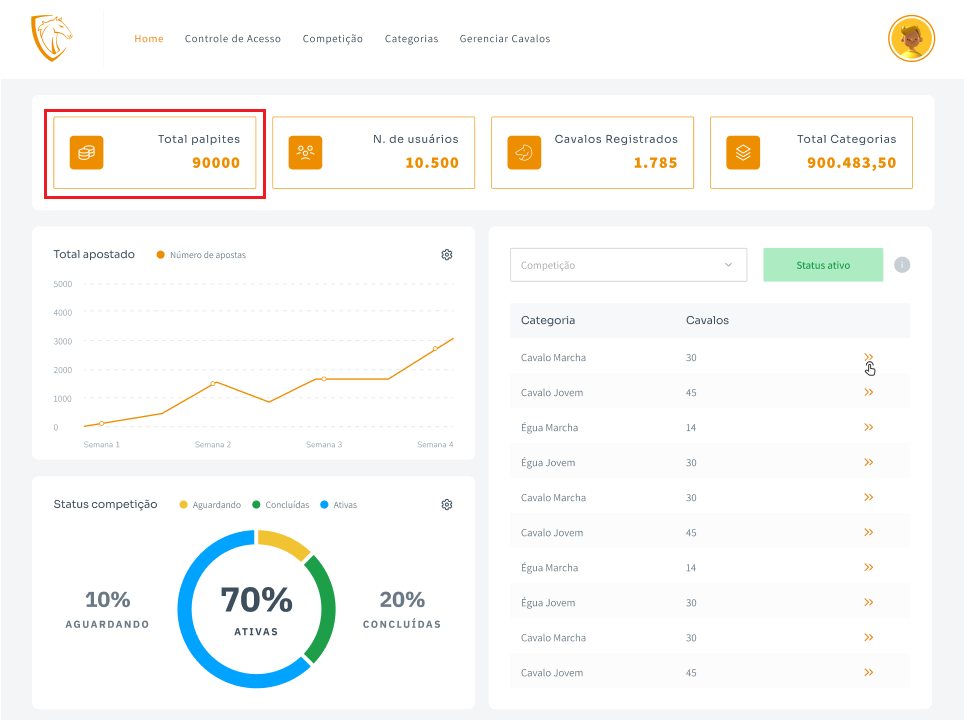 Home Controle de Acesso Competição Categorias Gerenciar Cavalos
Total palpites
90000
N. de usuários
10.500
Cavalos Registrados
1.785
Total Categorias
900.483,50
Total apostado Número de apostas
5000
4000
3000
2000
1000
0
Semana 1 Semana 2 Semana 3 Semana 4
Status competição Aguardando Concluídas Ativas
10%
AGUARDANDO
70%
ATIVAS
20%
CONCLUÍDAS
Competição Status ativo i
Categoria Cavalos
Cavalo Marcha 30
Cavalo Jovem 45
Égua Marcha 14
Égua Jovem 30
Cavalo Marcha 30
Cavalo Jovem 45
Égua Marcha 14
Égua Jovem 30
Cavalo Marcha 30
Cavalo Jovem 45